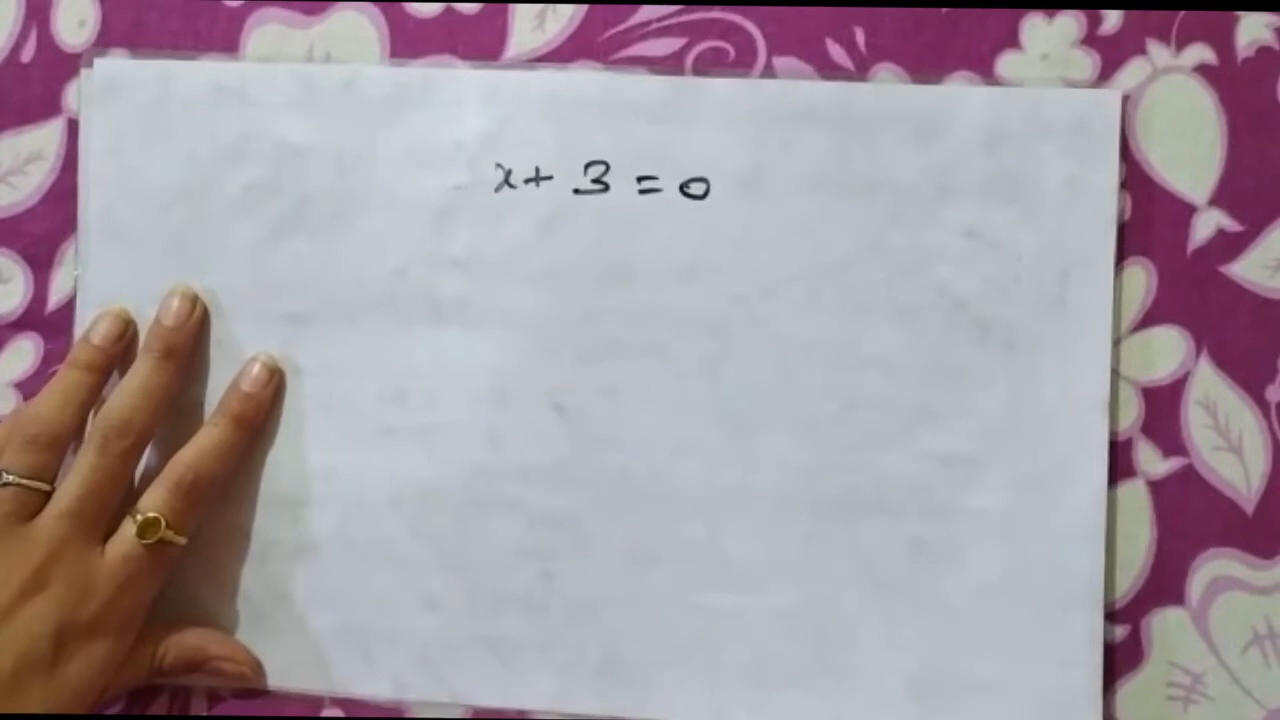 x + 3 = 0